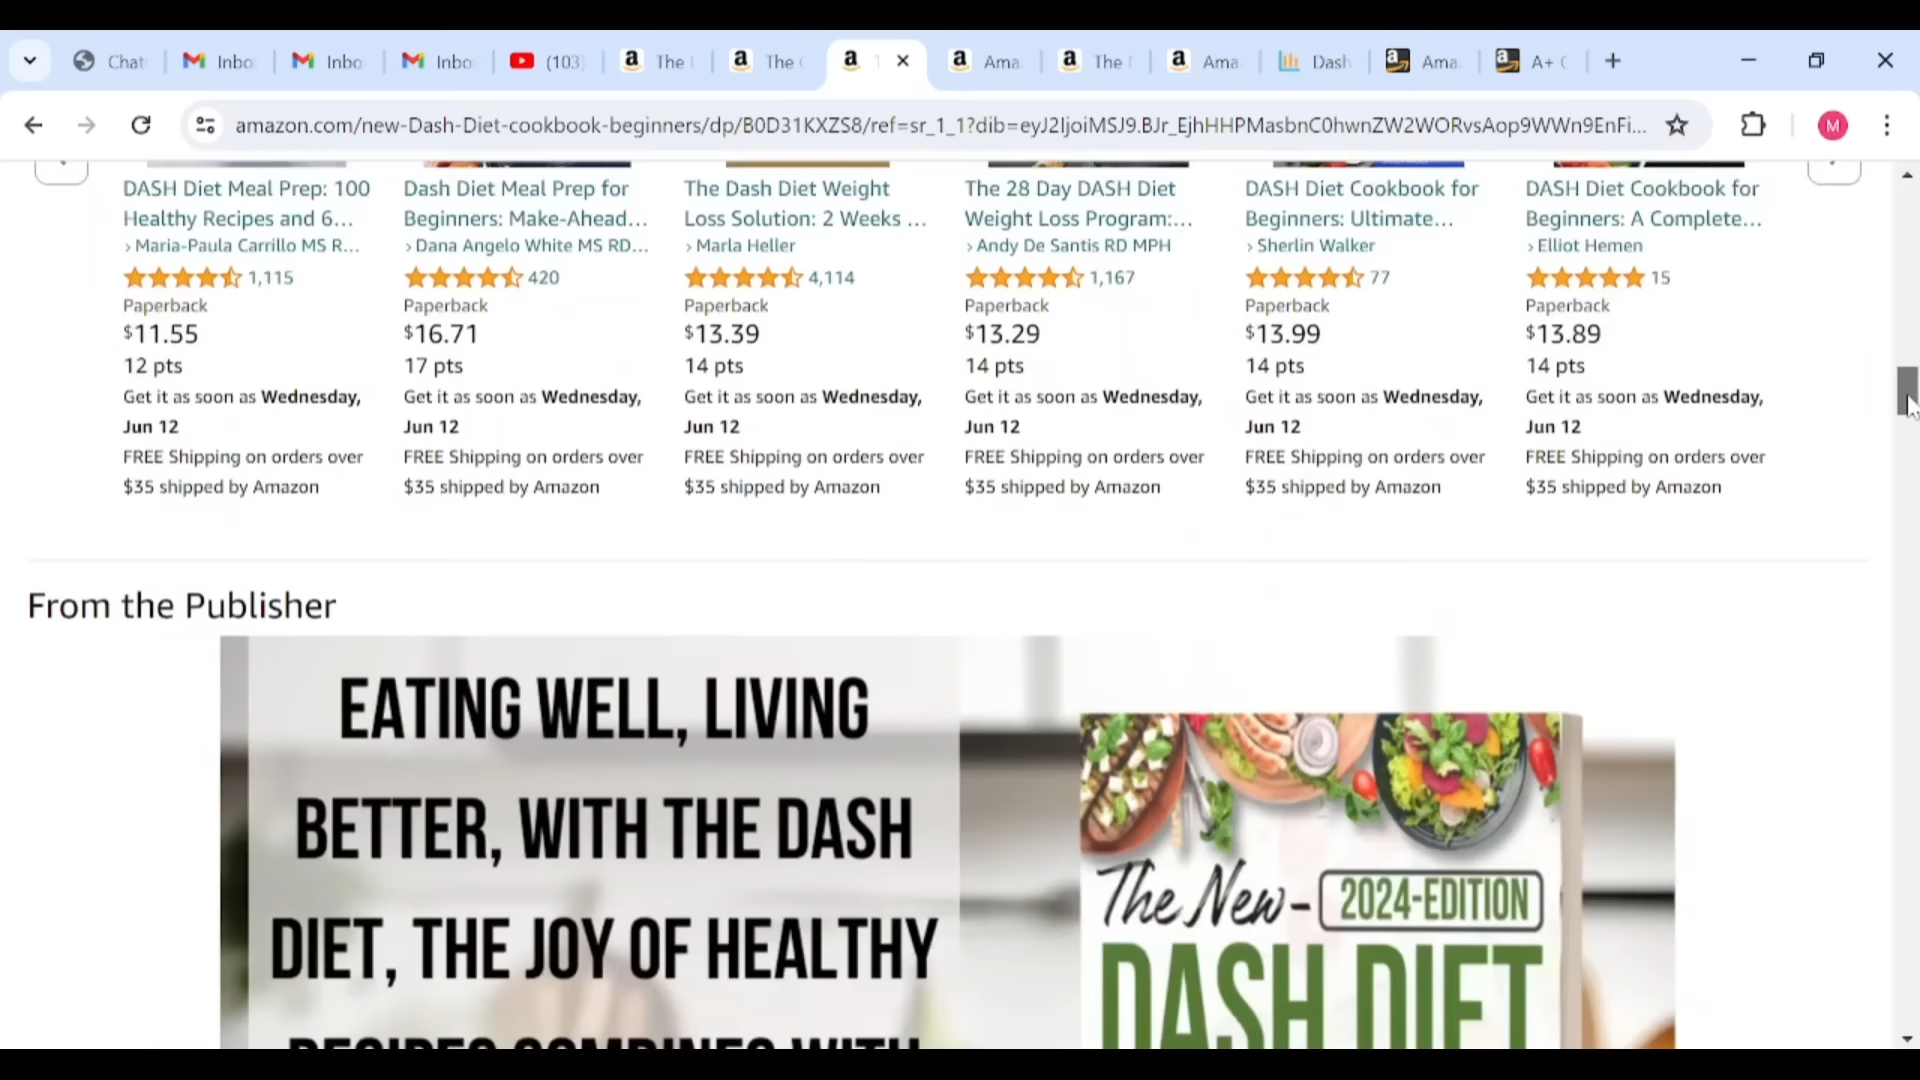 Chat
Inbo
Inbo
Inbo
(103)
The
The
Ama
The
Ama
Dash
Ama
A+
amazon.com/new-Dash-Diet-cookbook-beginners/dp/B0D31KXZS8/ref=sr_1_1?dib=eyJ2IjoiMSJ9.BJr_EjhHHPMasbnC0hwnZW2WORvsAop9WWn9EnFi...
M
DASH Diet Meal Prep: 100
Healthy Recipes and 6...
› Maria-Paula Carrillo MS R...
1,115
Paperback
$11.55
12 pts
Get it as soon as Wednesday,
Jun 12
FREE Shipping on orders over
$35 shipped by Amazon
Dash Diet Meal Prep for
Beginners: Make-Ahead...
› Dana Angelo White MS RD...
420
Paperback
$16.71
17 pts
Get it as soon as Wednesday,
Jun 12
FREE Shipping on orders over
$35 shipped by Amazon
The Dash Diet Weight
Loss Solution: 2 Weeks ...
› Marla Heller
4,114
Paperback
$13.39
14 pts
Get it as soon as Wednesday,
Jun 12
FREE Shipping on orders over
$35 shipped by Amazon
The 28 Day DASH Diet
Weight Loss Program:...
› Andy De Santis RD MPH
1,167
Paperback
$13.29
14 pts
Get it as soon as Wednesday,
Jun 12
FREE Shipping on orders over
$35 shipped by Amazon
DASH Diet Cookbook for
Beginners: Ultimate...
› Sherlin Walker
77
Paperback
$13.99
14 pts
Get it as soon as Wednesday,
Jun 12
FREE Shipping on orders over
$35 shipped by Amazon
DASH Diet Cookbook for
Beginners: A Complete...
› Elliot Hemen
15
Paperback
$13.89
14 pts
Get it as soon as Wednesday,
Jun 12
FREE Shipping on orders over
$35 shipped by Amazon
From the Publisher
EATING WELL, LIVING
BETTER, WITH THE DASH
DIET, THE JOY OF HEALTHY
RECIPES COMBINED WITH
The New- 2024-EDITION
DASH DIET